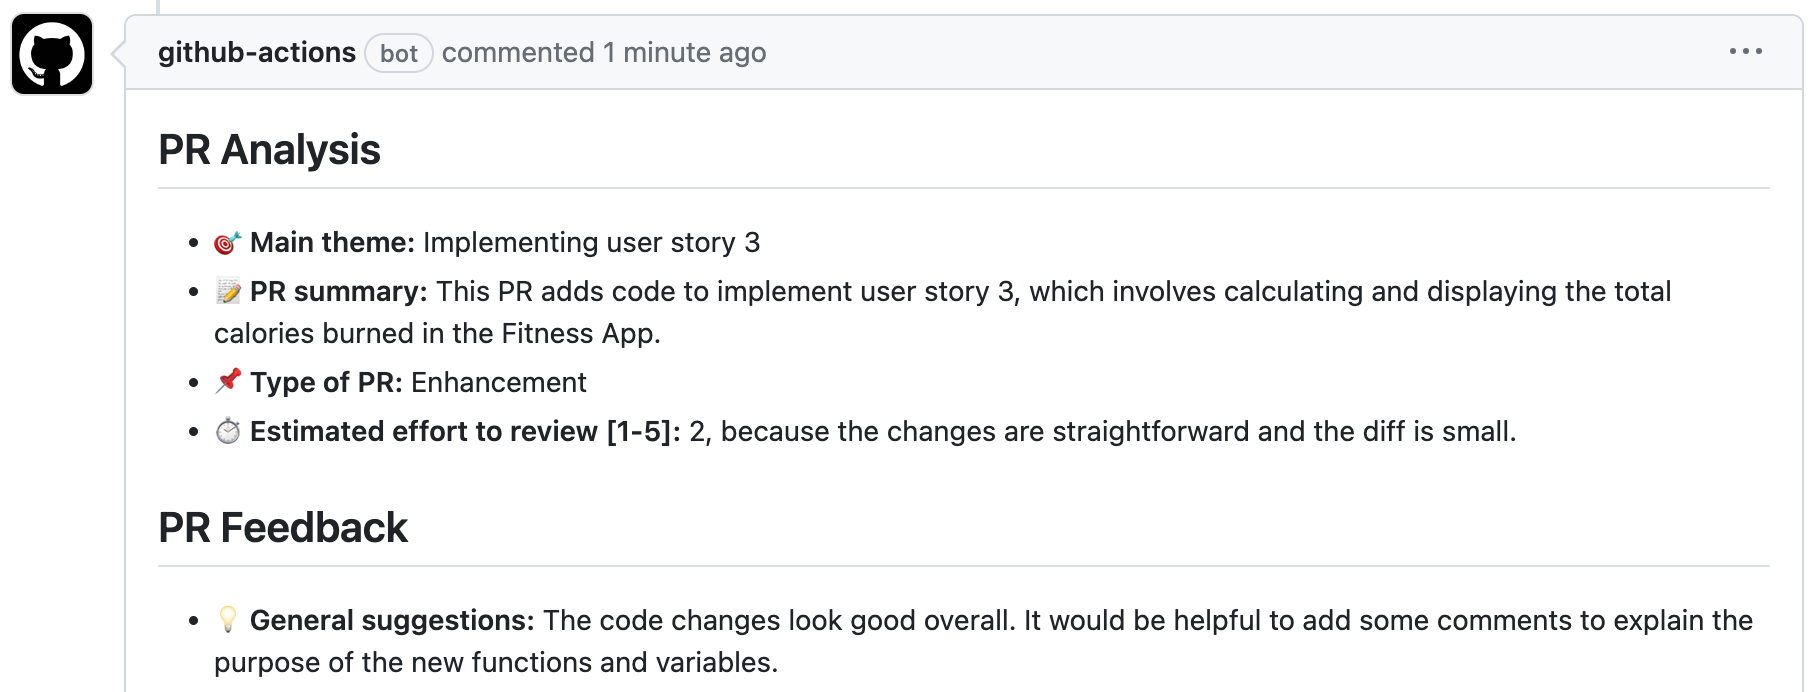 github-actions bot commented 1 minute ago
PR Analysis
🎯 Main theme: Implementing user story 3
📝 PR summary: This PR adds code to implement user story 3, which involves calculating and displaying the total
calories burned in the Fitness App.
📌 Type of PR: Enhancement
⏱️ Estimated effort to review [1-5]: 2, because the changes are straightforward and the diff is small.
PR Feedback
💡 General suggestions: The code changes look good overall. It would be helpful to add some comments to explain the
purpose of the new functions and variables.